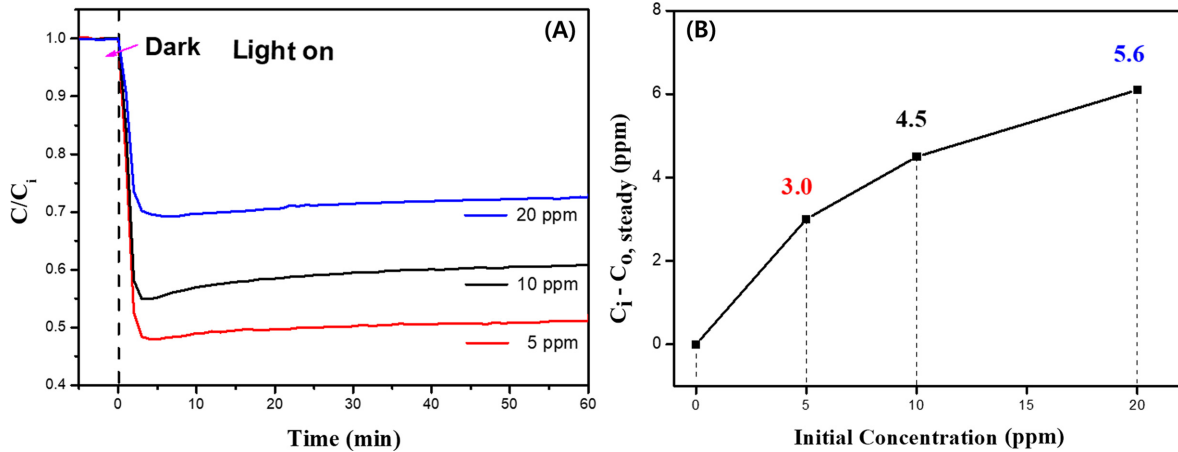 (A)
Dark Light on
1.0
0.9
0.8
0.7
0.6
0.5
0.4
C/Ci
20 ppm
10 ppm
5 ppm
0 10 20 30 40 50 60
Time (min)
(B)
8
6
4
2
0
Ci - Co, steady (ppm)
5.6
4.5
3.0
0 5 10 15 20
Initial Concentration (ppm)